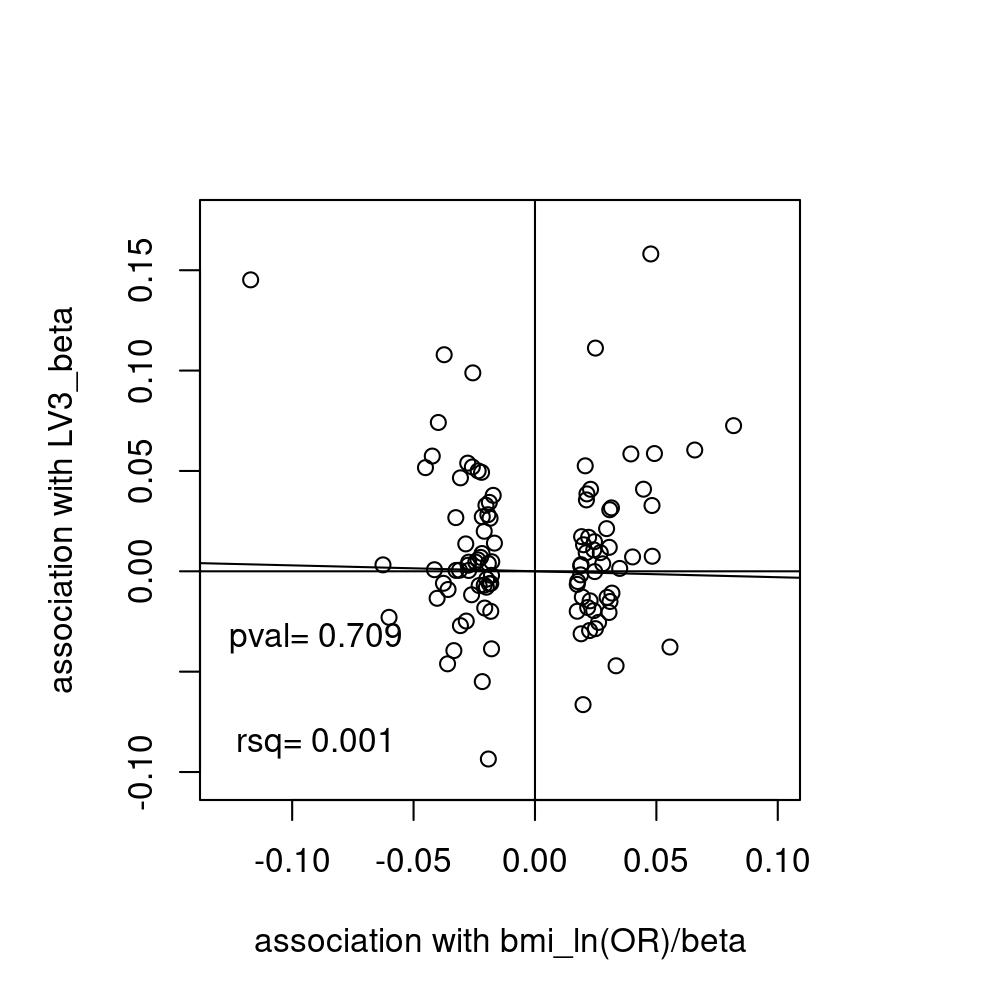 association with LV3_beta
0.15
0.10
0.05
0.00
-0.10
pval= 0.709
rsq= 0.001
-0.10
-0.05
0.00
0.05
0.10
association with bmi_ln(OR)/beta